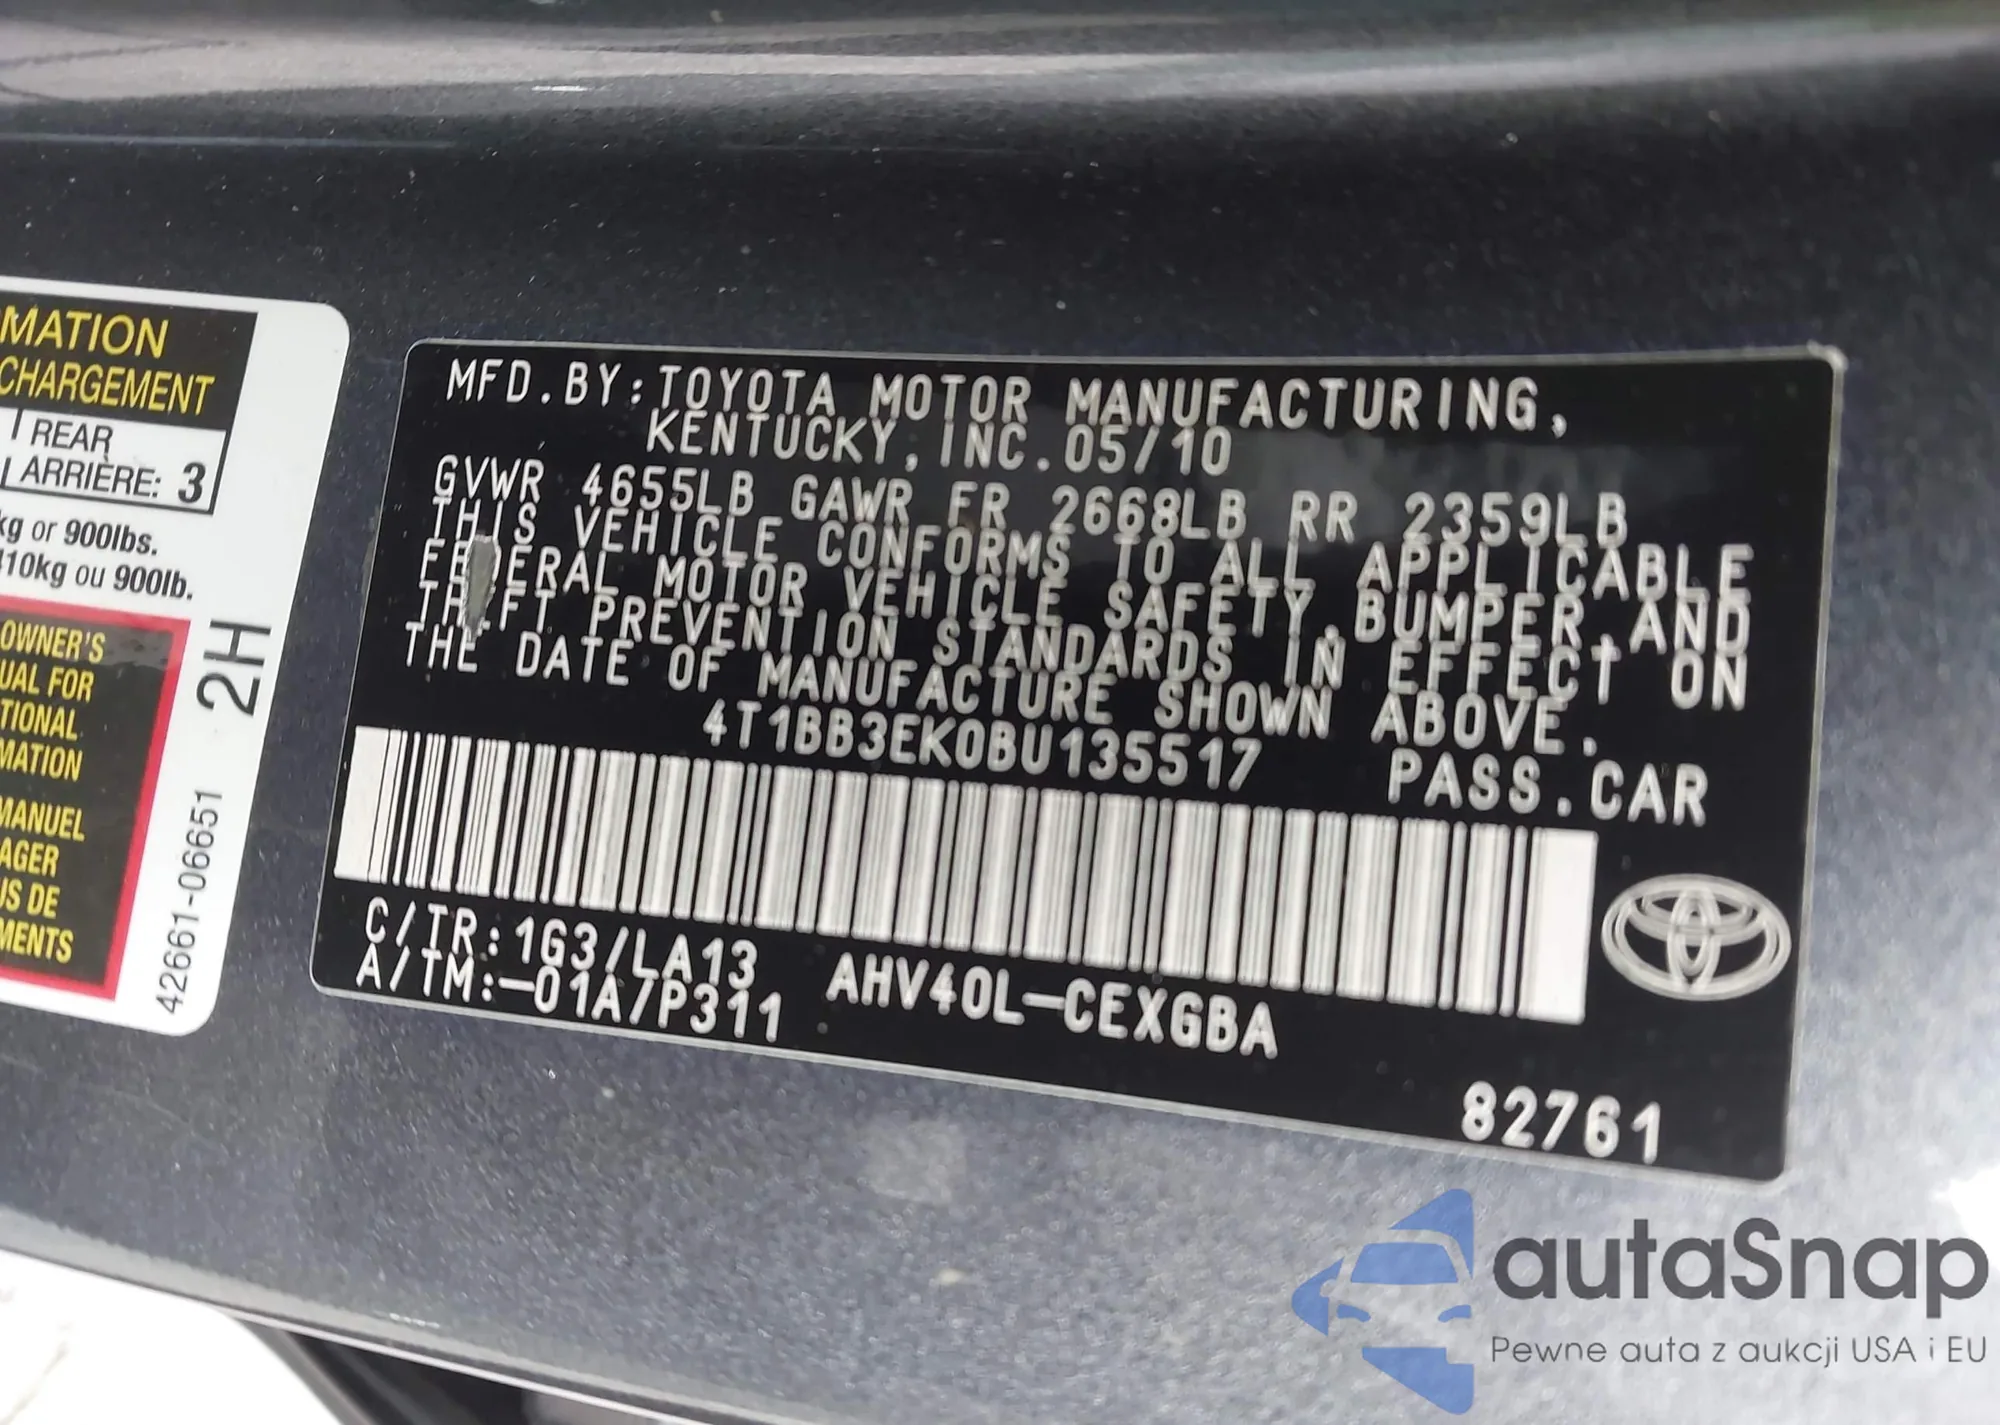 MATION
CHARGEMENT
REAR
ARRIÈRE: 3
kg or 900lbs.
410kg ou 900lb.
OWNER'S
UAL FOR
TIONAL
MATION
MANUEL
AGER
US DE
MENTS
2H
42661-06651
MFD.BY:TOYOTA MOTOR MANUFACTURING,
KENTUCKY,INC.05/10
GVWR 4655LB GAWR FR 2668LB RR 2359LB
THIS VEHICLE CONFORMS TO ALL APPLICABLE
FEDERAL MOTOR VEHICLE SAFETY,BUMPER,AND
THEFT PREVENTION STANDARDS IN EFFECT ON
THE DATE OF MANUFACTURE SHOWN ABOVE.
4T1BB3EK0BU135517 PASS.CAR
C/TR:1G3/LA13
A/TM:-01A/P311 AHV40L-CEXGBA
82761
autaSnap
Pewne auta z aukcji USA i EU